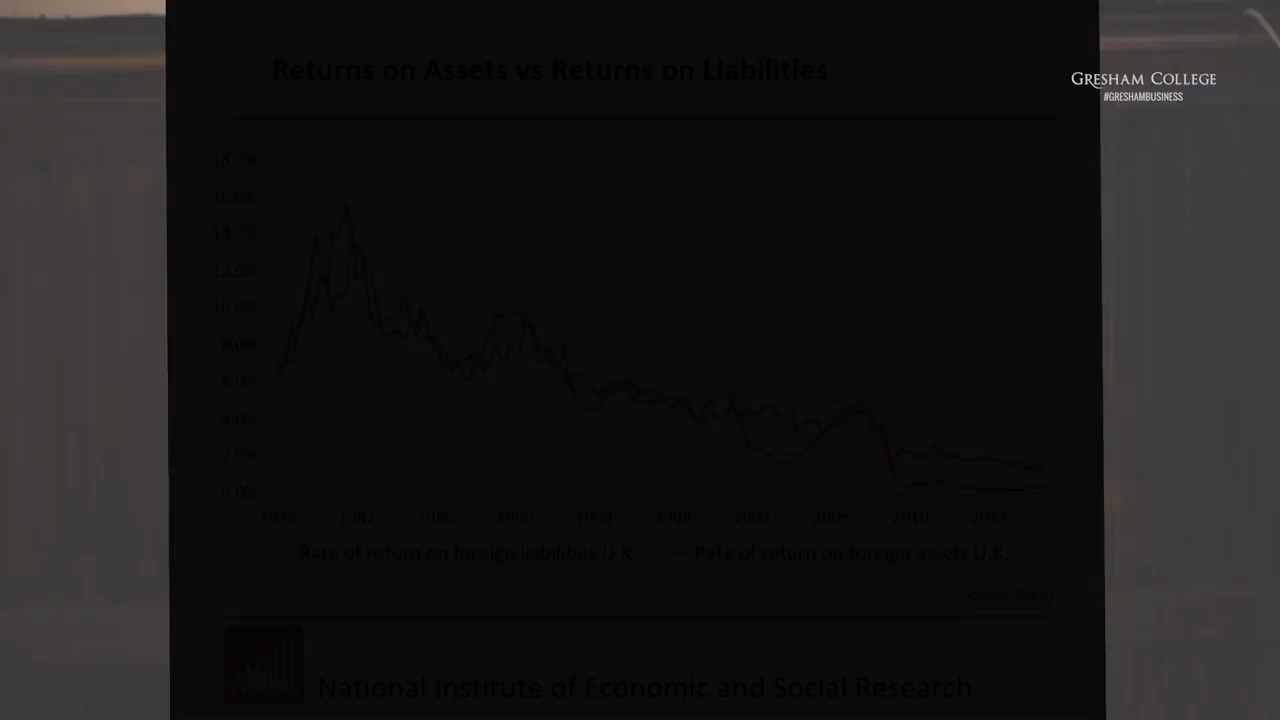 Returns on Assets vs Returns on Liabilities
GRESHAM COLLEGE
#GRESHAMBUSINESS
18.0%
16.0%
14.0%
12.0%
10.0%
8.0%
6.0%
4.0%
2.0%
0.0%
1978 1982 1986 1990 1994 1998 2002 2006 2010 2014
Rate of return on foreign liabilities U.K. Rate of return on foreign assets U.K.
National Institute of Economic and Social Research